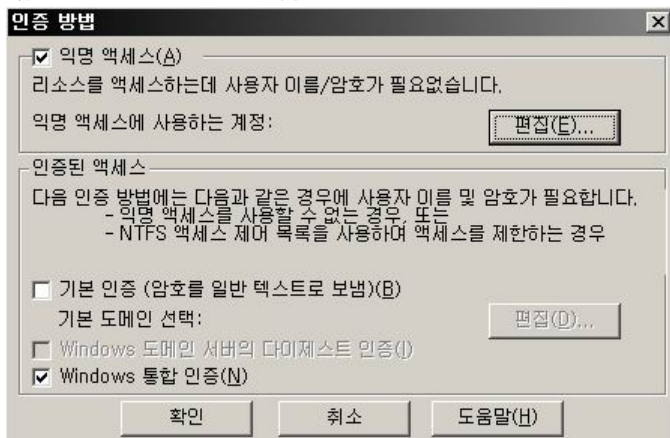 인증 방법
익명 액세스(A)
리소스를 액세스하는데 사용자 이름/암호가 필요없습니다.
익명 액세스에 사용하는 계정:
편집(E)...
인증된 액세스
다음 인증 방법에는 다음과 같은 경우에 사용자 이름 및 암호가 필요합니다.
- 익명 액세스를 사용할 수 없는 경우, 또는
- NTFS 액세스 제어 목록을 사용하여 액세스를 제한하는 경우
기본 인증 (암호를 일반 텍스트로 보냄)(B)
기본 도메인 선택:
편집(D)...
Windows 도메인 서버의 다이제스트 인증(I)
Windows 통합 인증(N)
확인
취소
도움말(H)